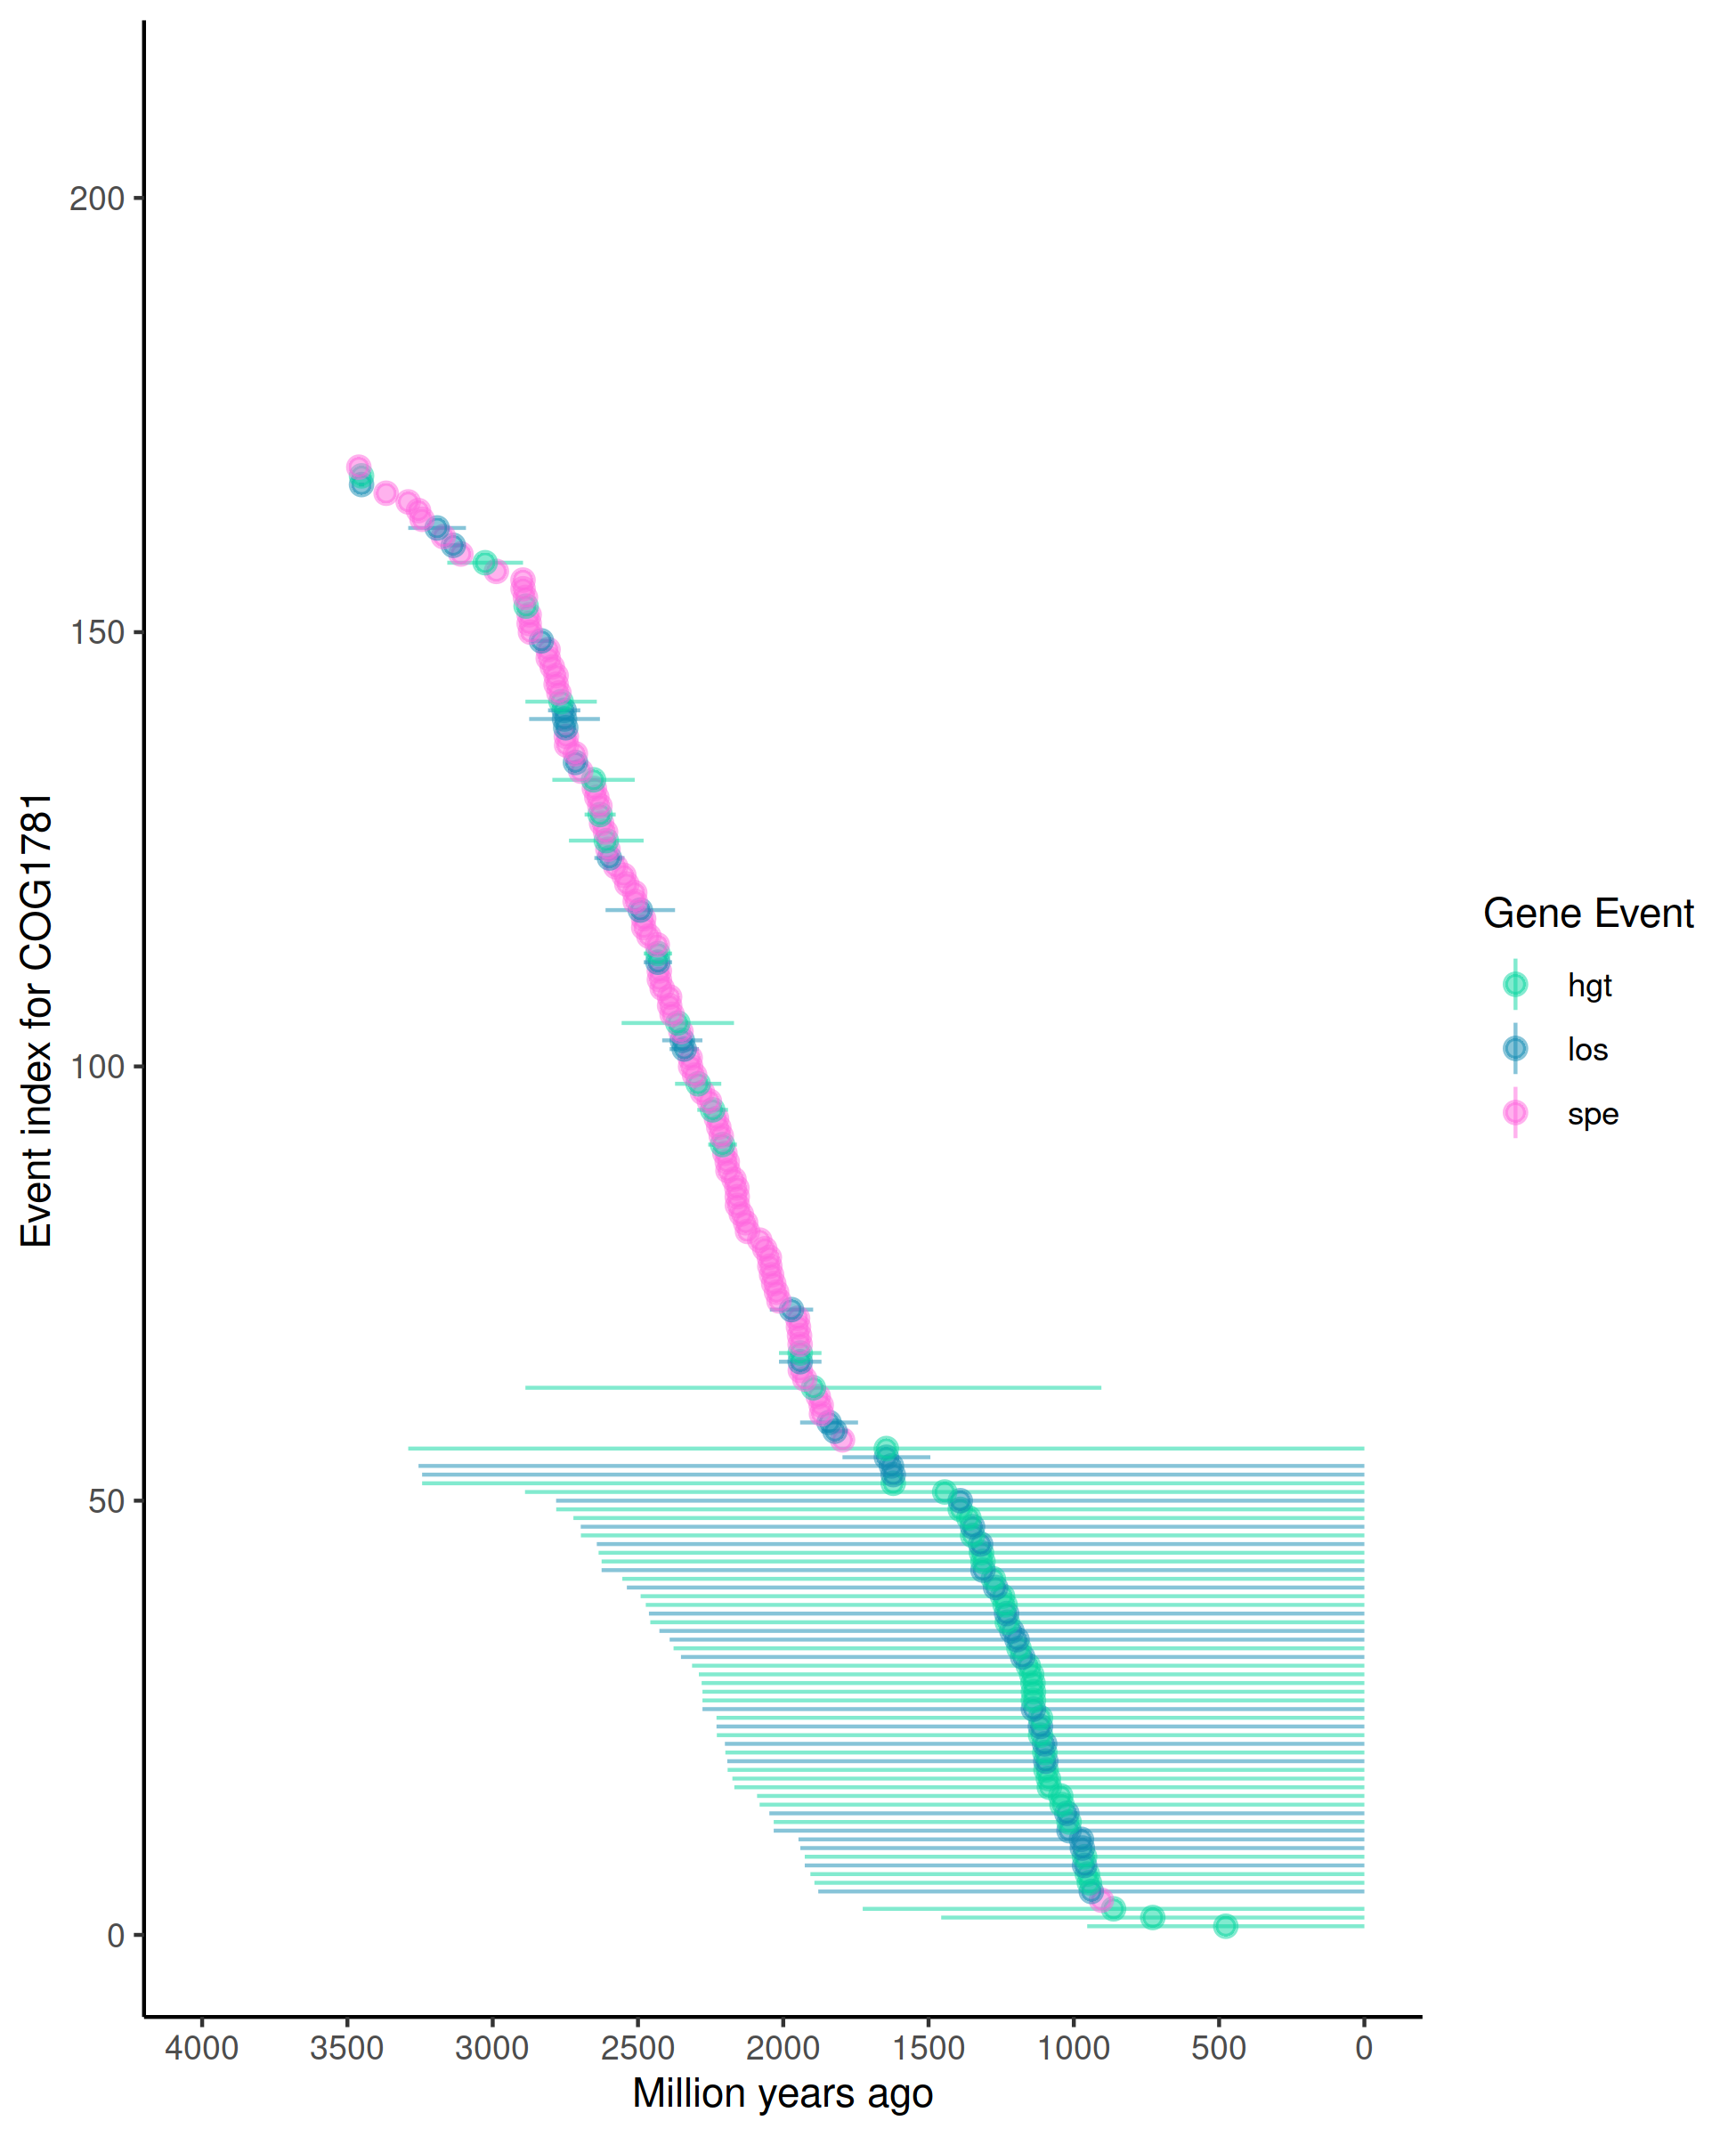 Event index for COG1781
200
150
100
50
0
4000 3500 3000 2500 2000 1500 1000 500 0
Million years ago
Gene Event
hgt
los
spe